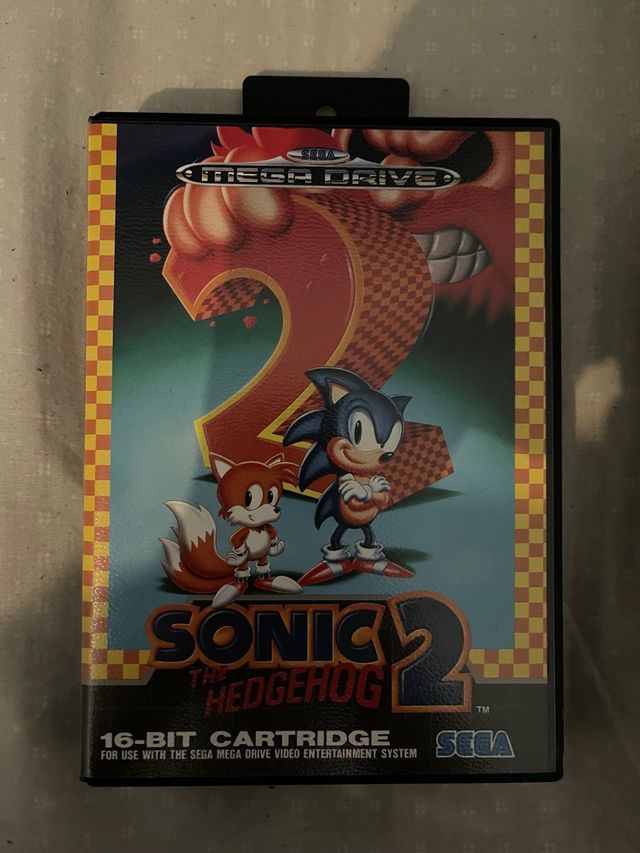 SEGA
MEGA DRIVE
2
SONIC
THE
HEDGEHOG 2
TM
16-BIT CARTRIDGE
FOR USE WITH THE SEGA MEGA DRIVE VIDEO ENTERTAINMENT SYSTEM
SEGA